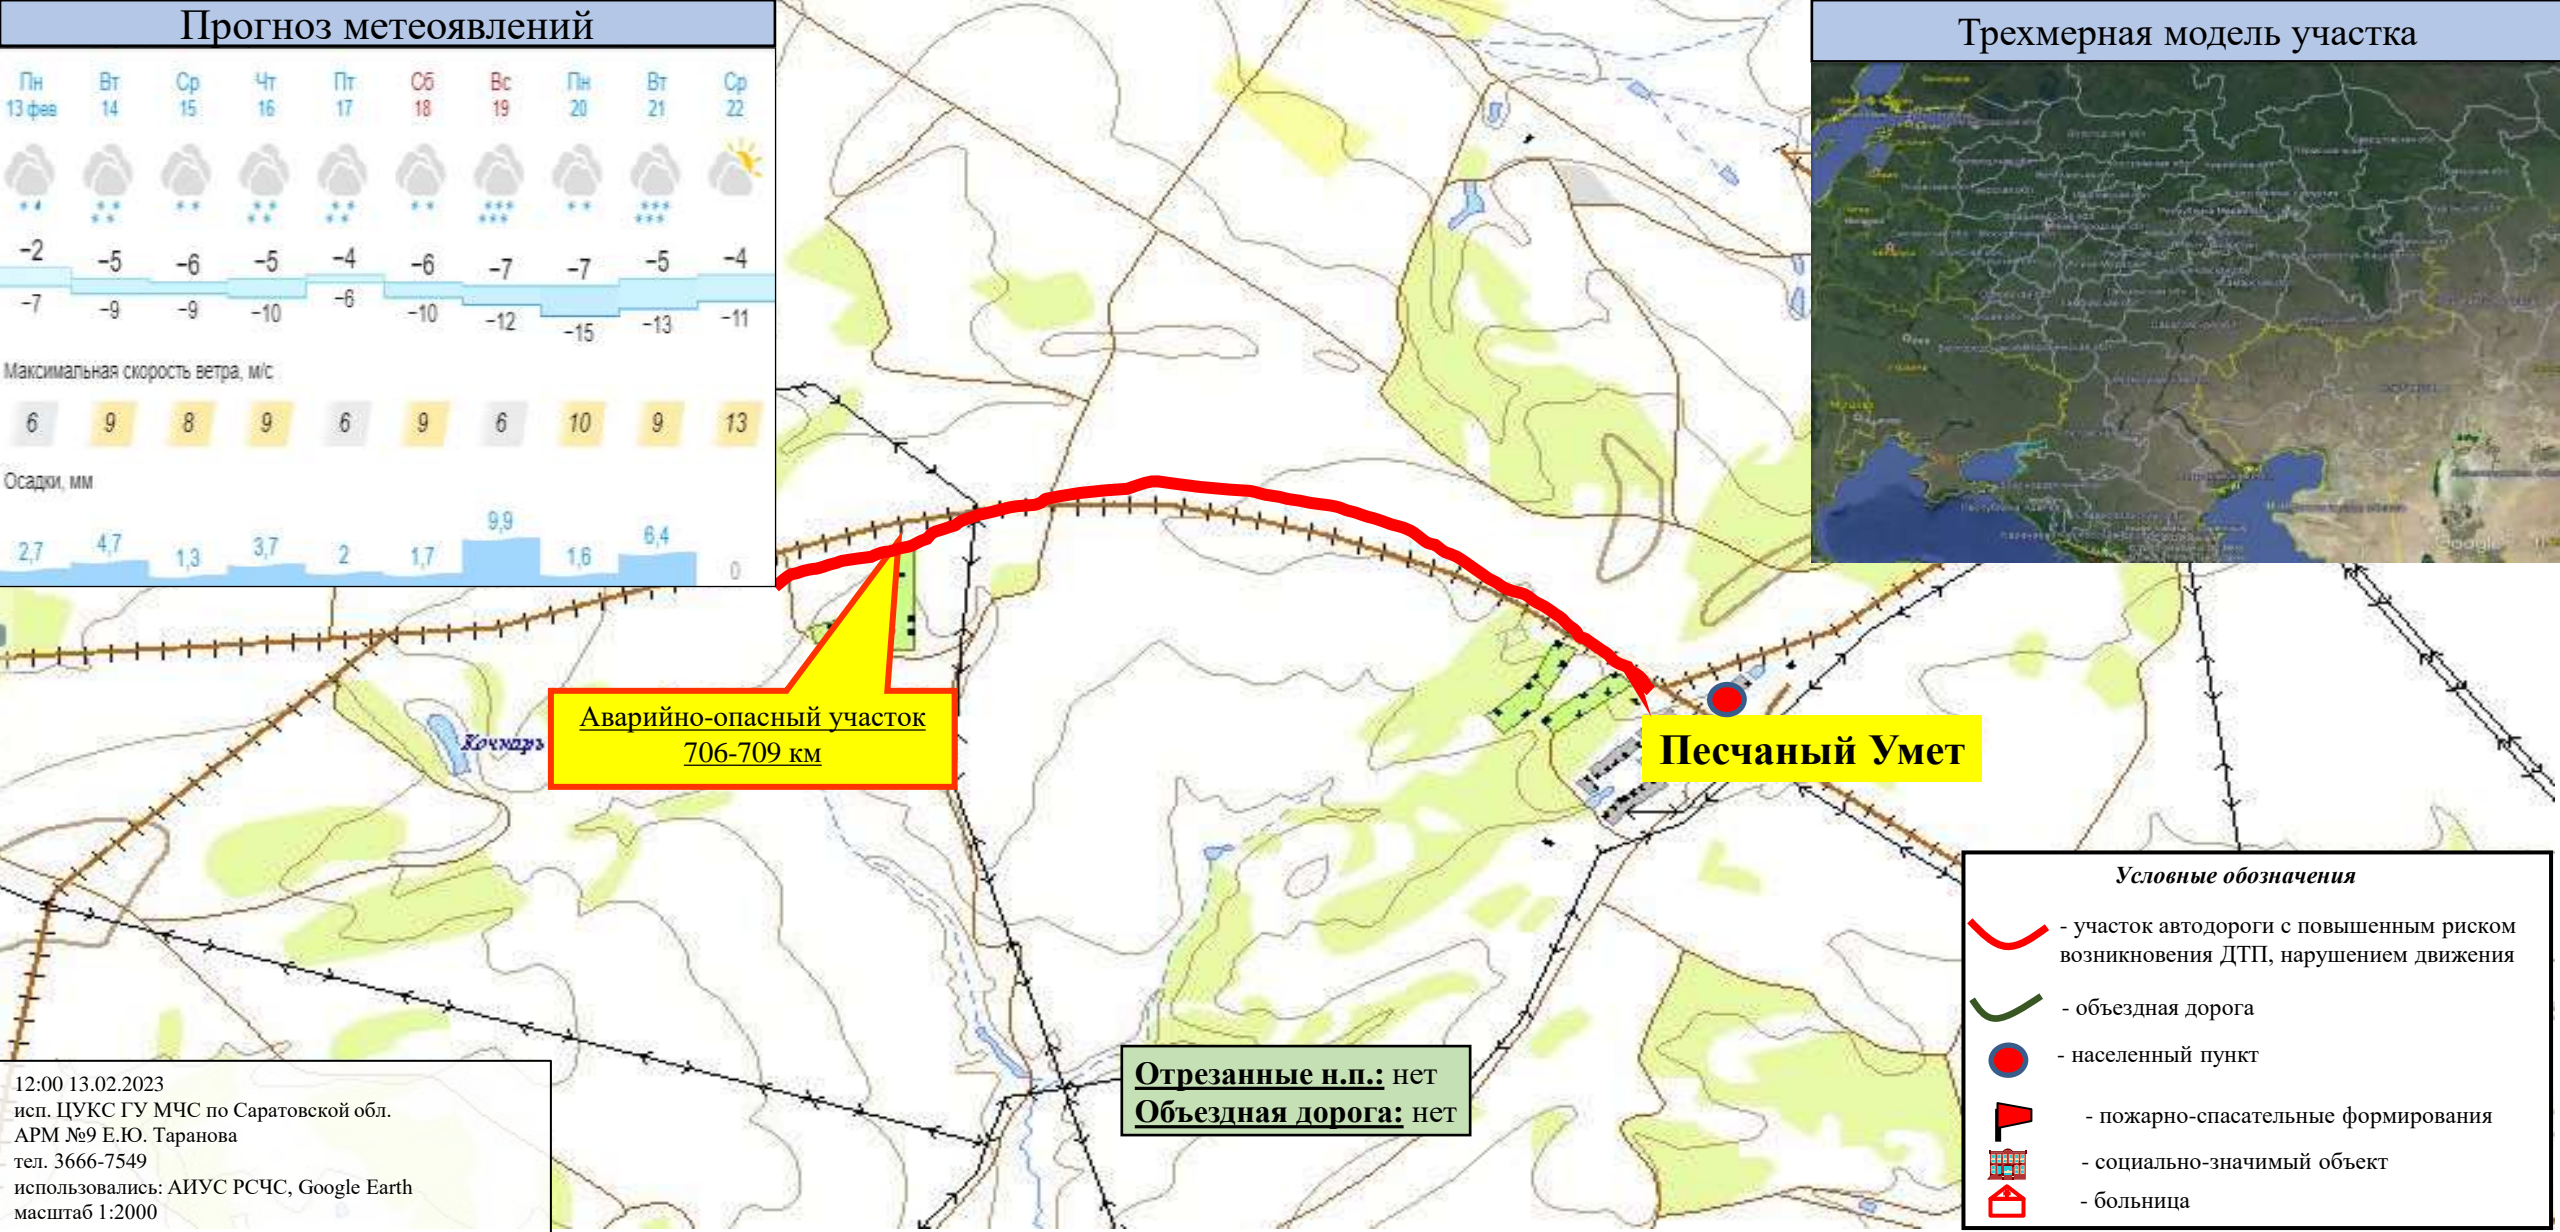 Прогноз метеоявлений
Пн Вт Ср Чт Пт Сб Вс Пн Вт Ср
13 фев 14 15 16 17 18 19 20 21 22
−2 −5 −6 −5 −4 −6 −7 −7 −5 −4
−7 −9 −9 −10 −6 −10 −12 −15 −13 −11
Максимальная скорость ветра, м/с
6 9 8 9 6 9 6 10 9 13
Осадки, мм
2,7 4,7 1,3 3,7 2 1,7 9,9 1,6 6,4 0
Трехмерная модель участка
Google
Аварийно-опасный участок
706-709 км
Кочкаръ
Песчаный Умет
Отрезанные н.п.: нет
Объездная дорога: нет
12:00 13.02.2023
исп. ЦУКС ГУ МЧС по Саратовской обл.
АРМ №9 Е.Ю. Таранова
тел. 3666-7549
использовались: АИУС РСЧС, Google Earth
масштаб 1:2000
Условные обозначения
- участок автодороги с повышенным риском
возникновения ДТП, нарушением движения
- объездная дорога
- населенный пункт
- пожарно-спасательные формирования
- социально-значимый объект
- больница